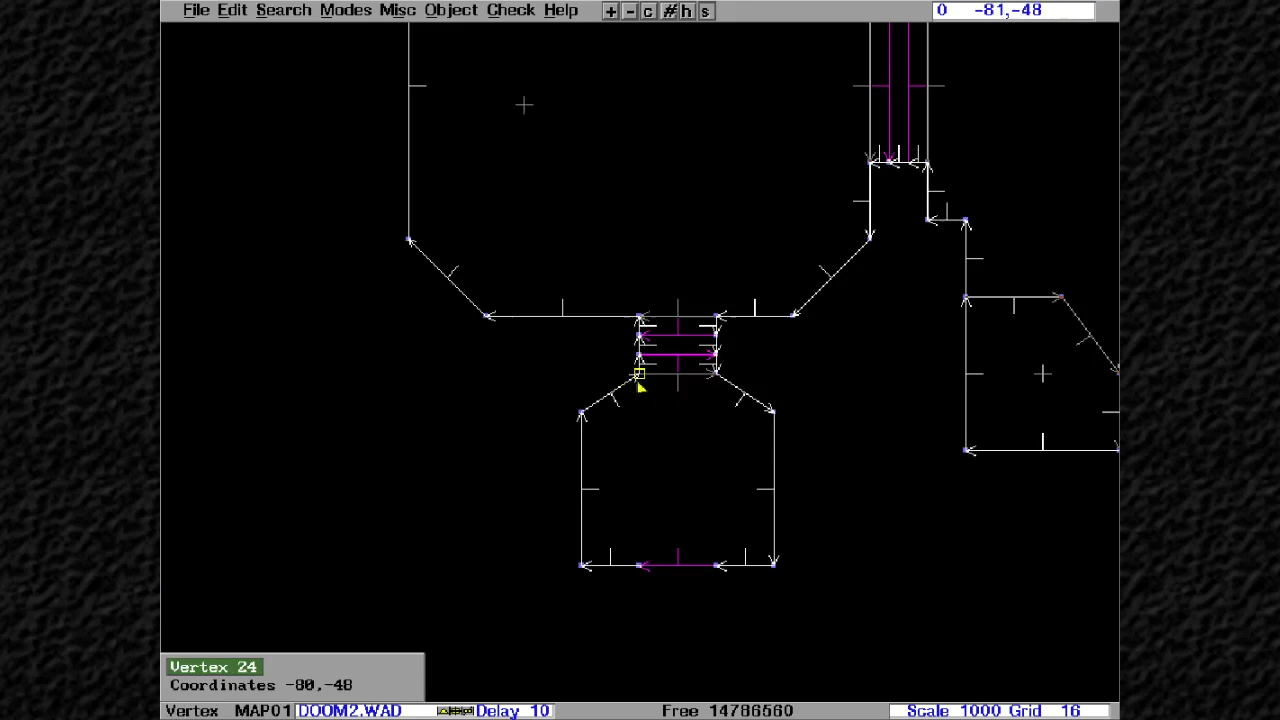 File Edit Search Modes Misc Object Check Help + - c # h s 0 -81,-48
Vertex 24
Coordinates -80,-48
Vertex MAP01 DOOM2.WAD Delay 10 Free 14786560 Scale 1000 Grid 16